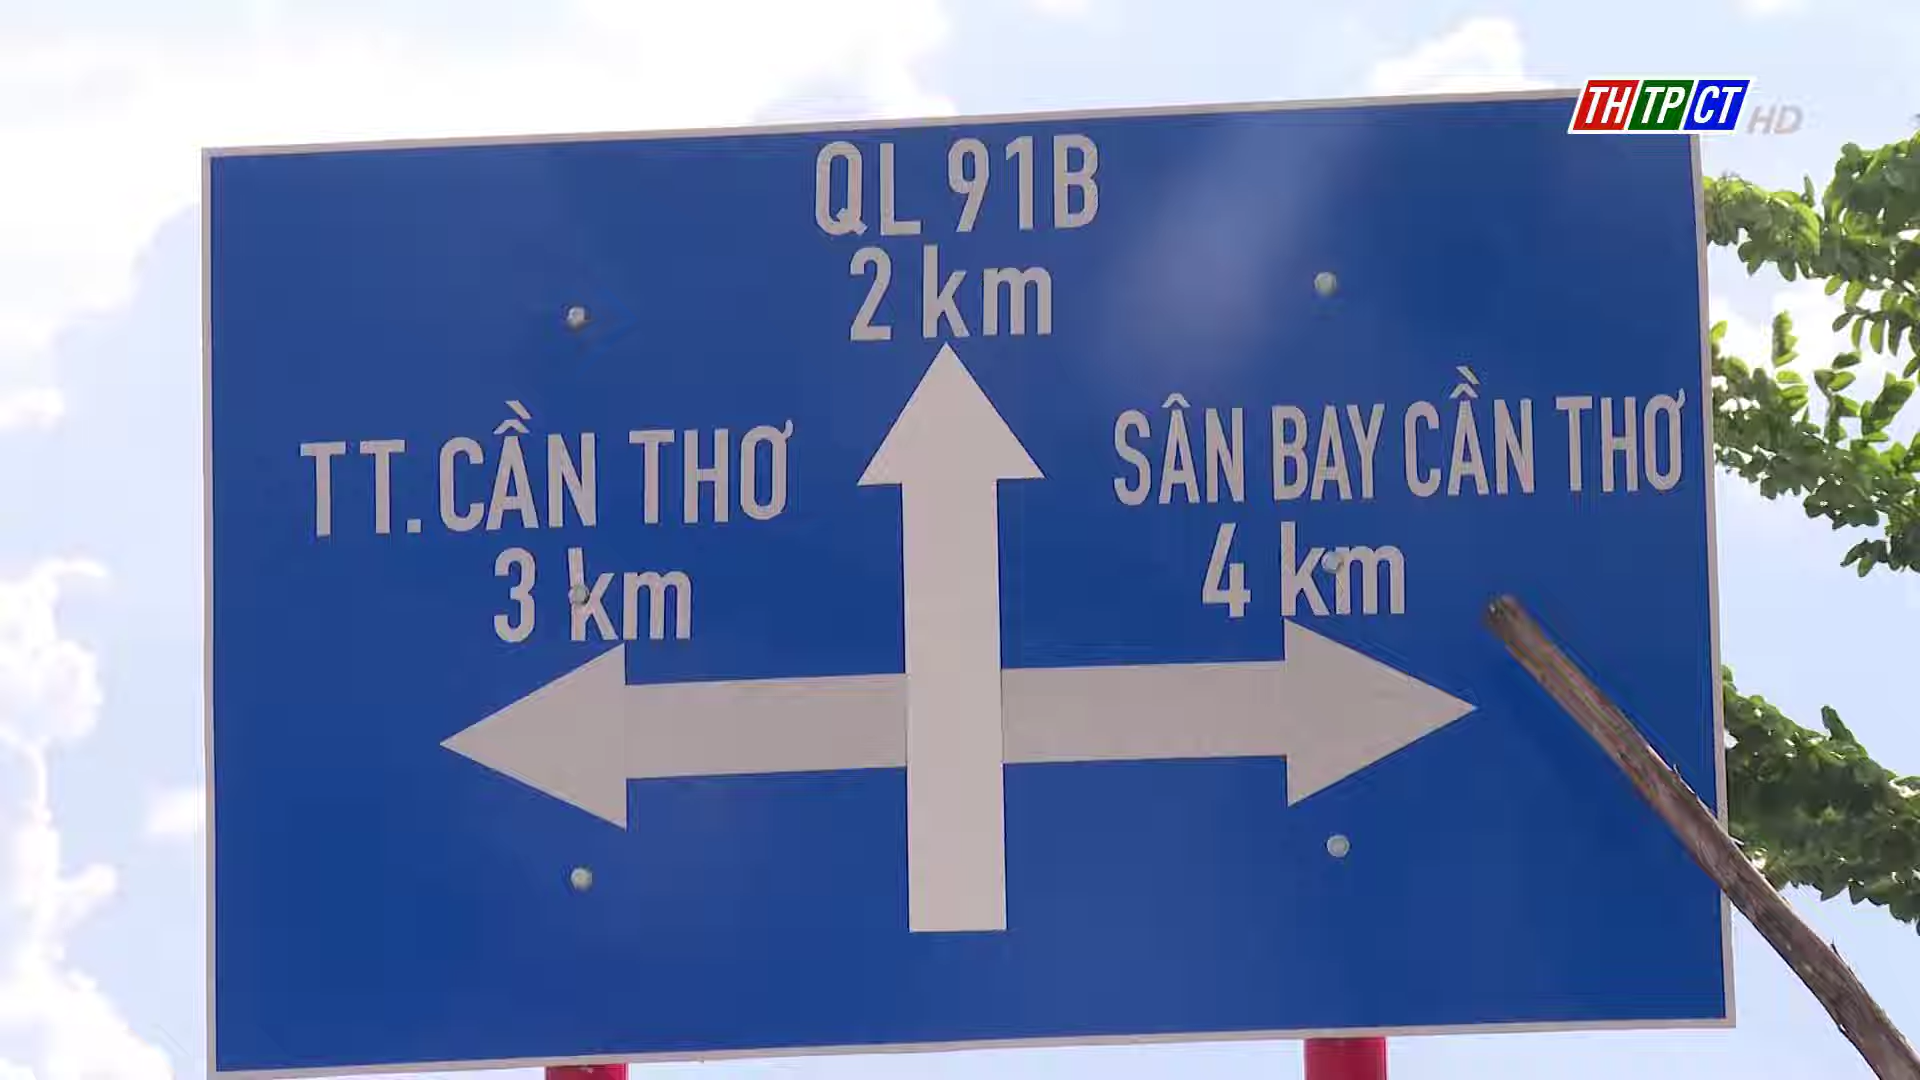 THTPCT HD
QL 91B
2 km
TT. CẦN THƠ
3 km
SÂN BAY CẦN THƠ
4 km